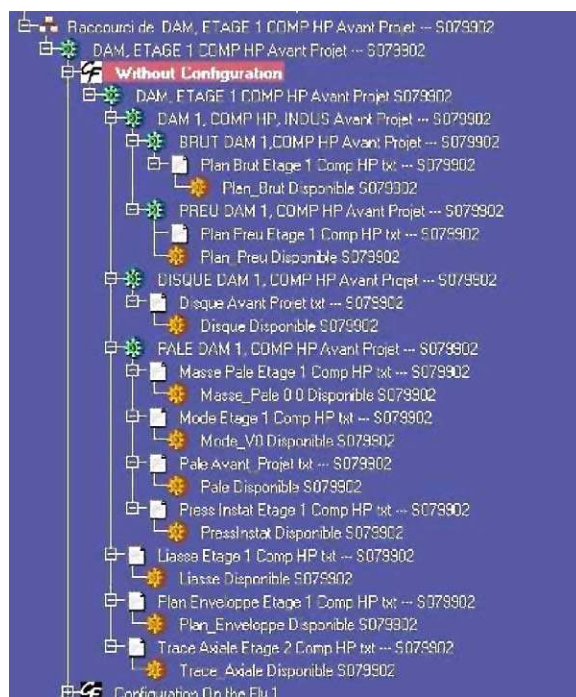 Raccourci de DAM, ETAGE 1 COMP HP Avant Projet --- S079902
DAM, ETAGE 1 COMP HP Avant Projet --- S079902
Without Configuration
DAM, ETAGE 1 COMP HP Avant Projet S079902
DAM 1, COMP HP, INDUS Avant Projet --- S079902
BRUT DAM 1,COMP HP Avant Projet --- S079902
Plan Brut Etage 1 Comp HP txt --- S079902
Plan_Brut Disponible S079902
PREU DAM 1, COMP HP Avant Projet --- S079902
Plan Preu Etage 1 Comp HP txt --- S079902
Plan_Preu Disponible S079902
DISQUE DAM 1, COMP HP Avant Projet --- S079902
Disque Avant Projet txt --- S079902
Disque Disponible S079902
PALE DAM 1, COMP HP Avant Projet --- S079902
Masse Pale Etage 1 Comp HP txt --- S079902
Masse_Pale 0 0 Disponible S079902
Mode Etage 1 Comp HP txt --- S079902
Mode_V0 Disponible S079902
Pale Avant_Projet txt --- S079902
Pale Disponible S079902
Press Instat Etage 1 Comp HP txt --- S079902
PressInstat Disponible S079902
Liasse Etage 1 Comp HP txt --- S079902
Liasse Disponible S079902
Plan Enveloppe Etage 1 Comp HP txt --- S079902
Plan_Enveloppe Disponible S079902
Trace Axiale Etage 2 Comp HP txt --- S079902
Trace_Axiale Disponible S079902
Configuration On the Fly 1